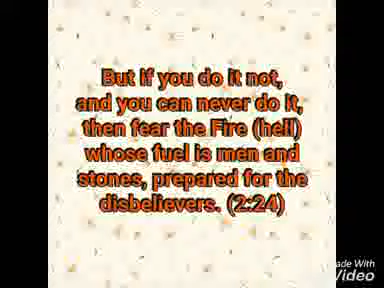 But if you do it not,
and you can never do it,
then fear the Fire (hell)
whose fuel is men and
stones, prepared for the
disbelievers. (2:24)
ade With
Video